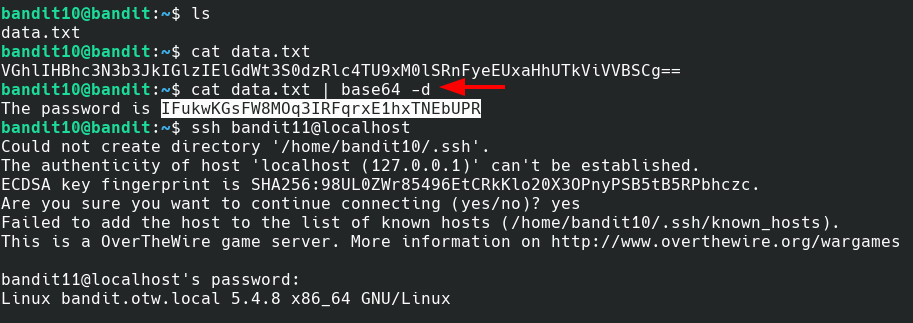 bandit10@bandit:~$ ls
data.txt
bandit10@bandit:~$ cat data.txt
VGhlIHBhc3N3b3JkIGlzIElGdWt3S0dzRlc4TU9xM0lSRnFyeEUxaHhUTkViVVBSCg==
bandit10@bandit:~$ cat data.txt | base64 -d
The password is IFukwKGsFW8MOq3IRFqrxE1hxTNEbUPR
bandit10@bandit:~$ ssh bandit11@localhost
Could not create directory '/home/bandit10/.ssh'.
The authenticity of host 'localhost (127.0.0.1)' can't be established.
ECDSA key fingerprint is SHA256:98UL0ZWr85496EtCRkKlo20X3OPnyPSB5tB5RPbhczc.
Are you sure you want to continue connecting (yes/no)? yes
Failed to add the host to the list of known hosts (/home/bandit10/.ssh/known_hosts).
This is a OverTheWire game server. More information on http://www.overthewire.org/wargames
bandit11@localhost's password:
Linux bandit.otw.local 5.4.8 x86_64 GNU/Linux